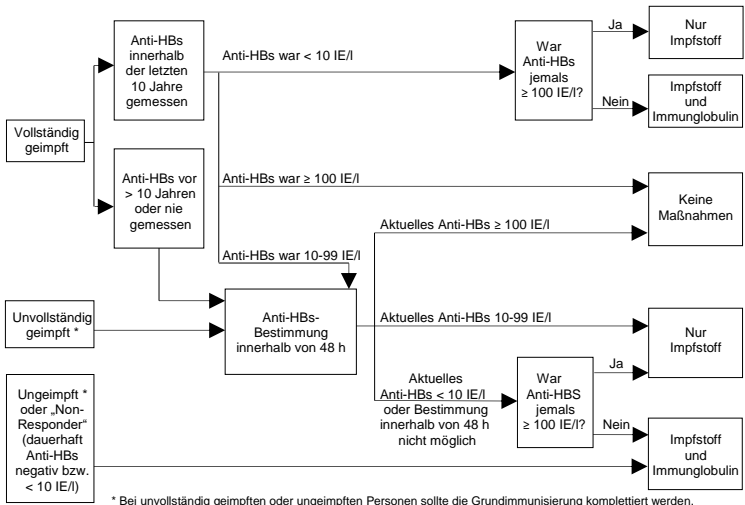 Vollständig
geimpft
Anti-HBs
innerhalb
der letzten
10 Jahre
gemessen
Anti-HBs vor
> 10 Jahren
oder nie
gemessen
Anti-HBs war < 10 IE/l
War
Anti-HBs
jemals
≥ 100 IE/l?
Ja
Nur
Impfstoff
Nein
Impfstoff
und
Immunglobulin
Anti-HBs war ≥ 100 IE/l
Keine
Maßnahmen
Anti-HBs war 10-99 IE/l
Aktuelles Anti-HBs ≥ 100 IE/l
Unvollständig
geimpft *
Anti-HBs-
Bestimmung
innerhalb von 48 h
Aktuelles Anti-HBs 10-99 IE/l
Nur
Impfstoff
Aktuelles
Anti-HBs < 10 IE/l
oder Bestimmung
innerhalb von 48 h
nicht möglich
War
Anti-HBS
jemals
≥ 100 IE/l?
Ja
Nein
Ungeimpft *
oder „Non-
Responder“
(dauerhaft
Anti-HBs
negativ bzw.
< 10 IE/l)
Impfstoff
und
Immunglobulin
* Bei unvollständig geimpften oder ungeimpften Personen sollte die Grundimmunisierung komplettiert werden.